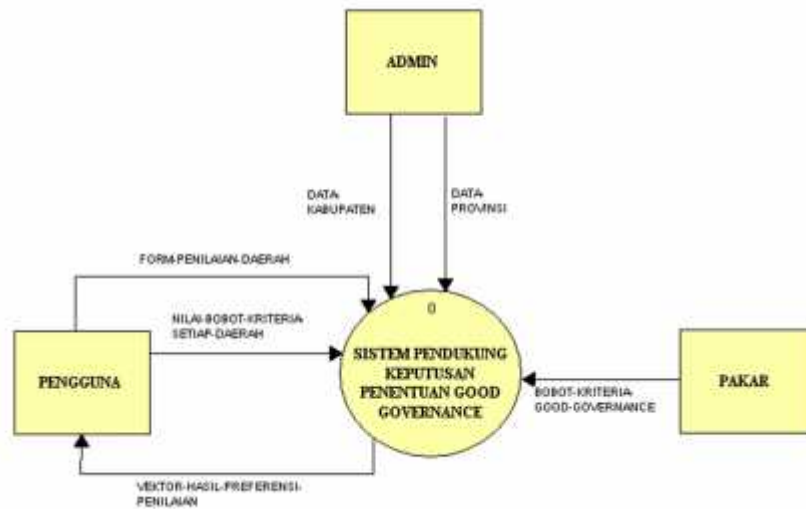 ADMIN
DATA-
KABUPATEN
DATA-
PROVINSI
FORM-PENILAIAN-DAERAH
NILAI-BOBOT-KRITERIA-
SETIAP-DAERAH
0
SISTEM PENDUKUNG
KEPUTUSAN
PENENTUAN GOOD
GOVERNANCE
PENGGUNA
PAKAR
BOBOT-KRITERIA-
GOOD-GOVERNANCE
VEKTOR-HASIL-PREFERENSI-
PENILAIAN